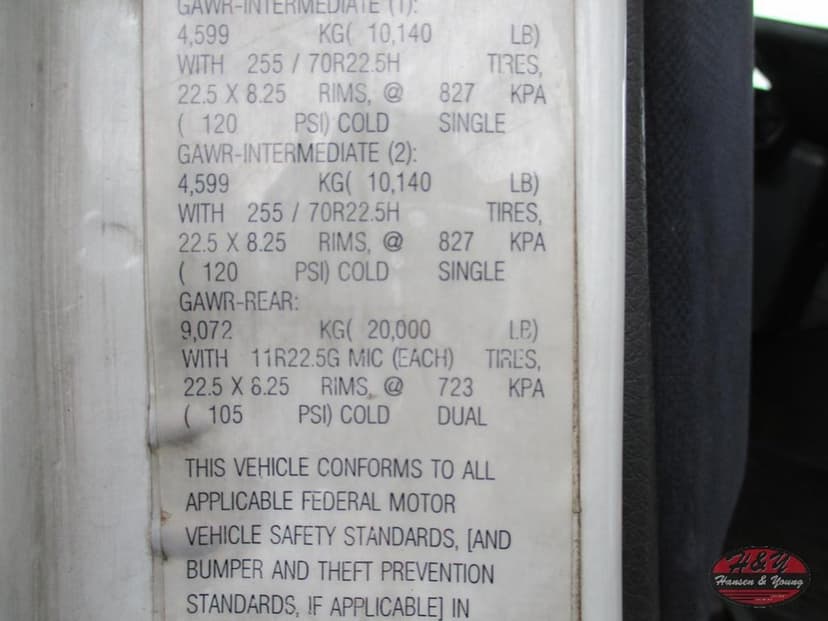 GAWR-INTERMEDIATE (1):
4,599 KG( 10,140 LB)
WITH 255 / 70R22.5H TIRES,
22.5 X 8.25 RIMS, @ 827 KPA
( 120 PSI) COLD SINGLE
GAWR-INTERMEDIATE (2):
4,599 KG( 10,140 LB)
WITH 255 / 70R22.5H TIRES,
22.5 X 8.25 RIMS, @ 827 KPA
( 120 PSI) COLD SINGLE
GAWR-REAR:
9,072 KG( 20,000 LB)
WITH 11R22.5G MIC (EACH) TIRES,
22.5 X 8.25 RIMS, @ 723 KPA
( 105 PSI) COLD DUAL
THIS VEHICLE CONFORMS TO ALL
APPLICABLE FEDERAL MOTOR
VEHICLE SAFETY STANDARDS, [AND
BUMPER AND THEFT PREVENTION
STANDARDS, IF APPLICABLE] IN
H&Y
Hansen & Young